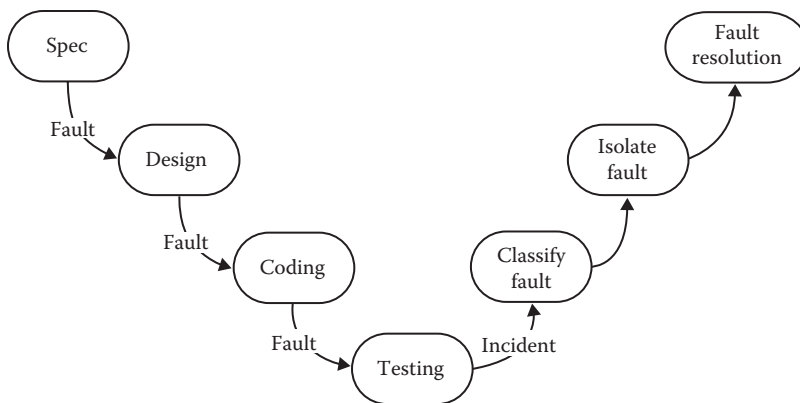 Spec
Fault
resolution
Fault
Design
Isolate
fault
Fault
Coding
Classify
fault
Fault
Testing
Incident